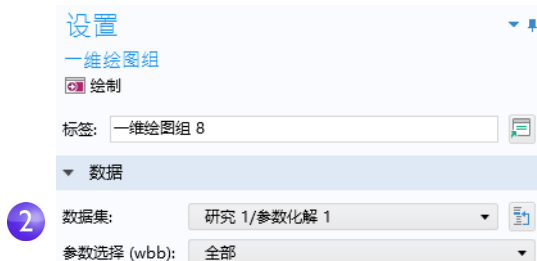 设置
一维绘图组
绘制
标签: 一维绘图组 8
数据
2 数据集: 研究 1/参数化解 1
参数选择 (wbb): 全部